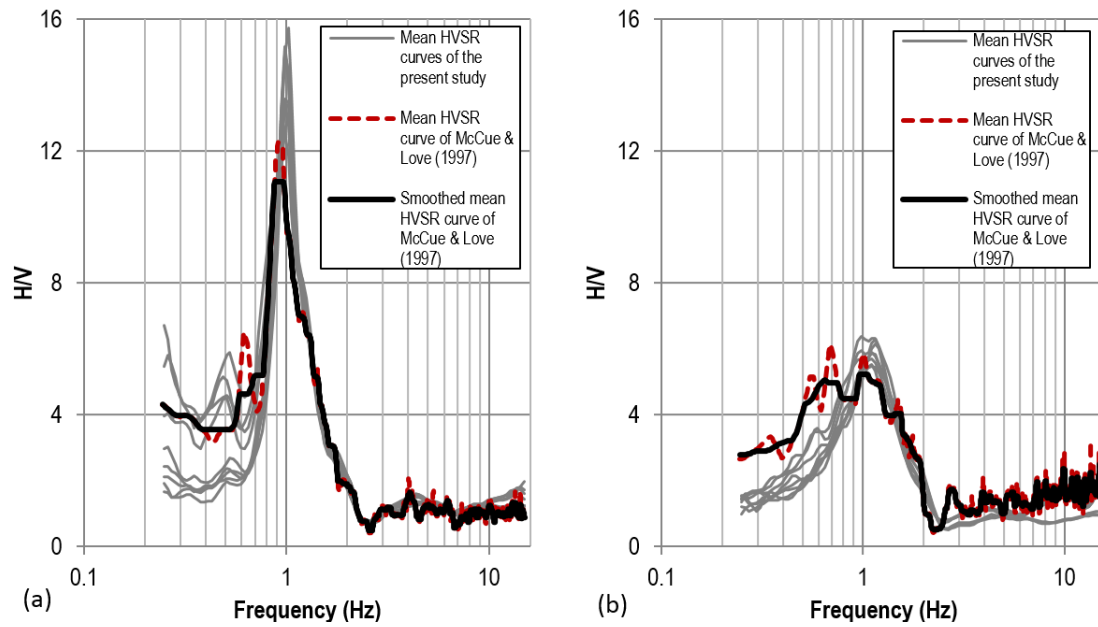 16
12
8
4
0
H/V
0.1
1
10
Frequency (Hz)
(a)
Mean HVSR
curves of the
present study
Mean HVSR
curve of McCue &
Love (1997)
Smoothed mean
HVSR curve of
McCue & Love
(1997)
16
12
8
4
0
H/V
0.1
1
10
Frequency (Hz)
(b)
Mean HVSR
curves of the
present study
Mean HVSR
curve of McCue &
Love (1997)
Smoothed mean
HVSR curve of
McCue & Love
(1997)